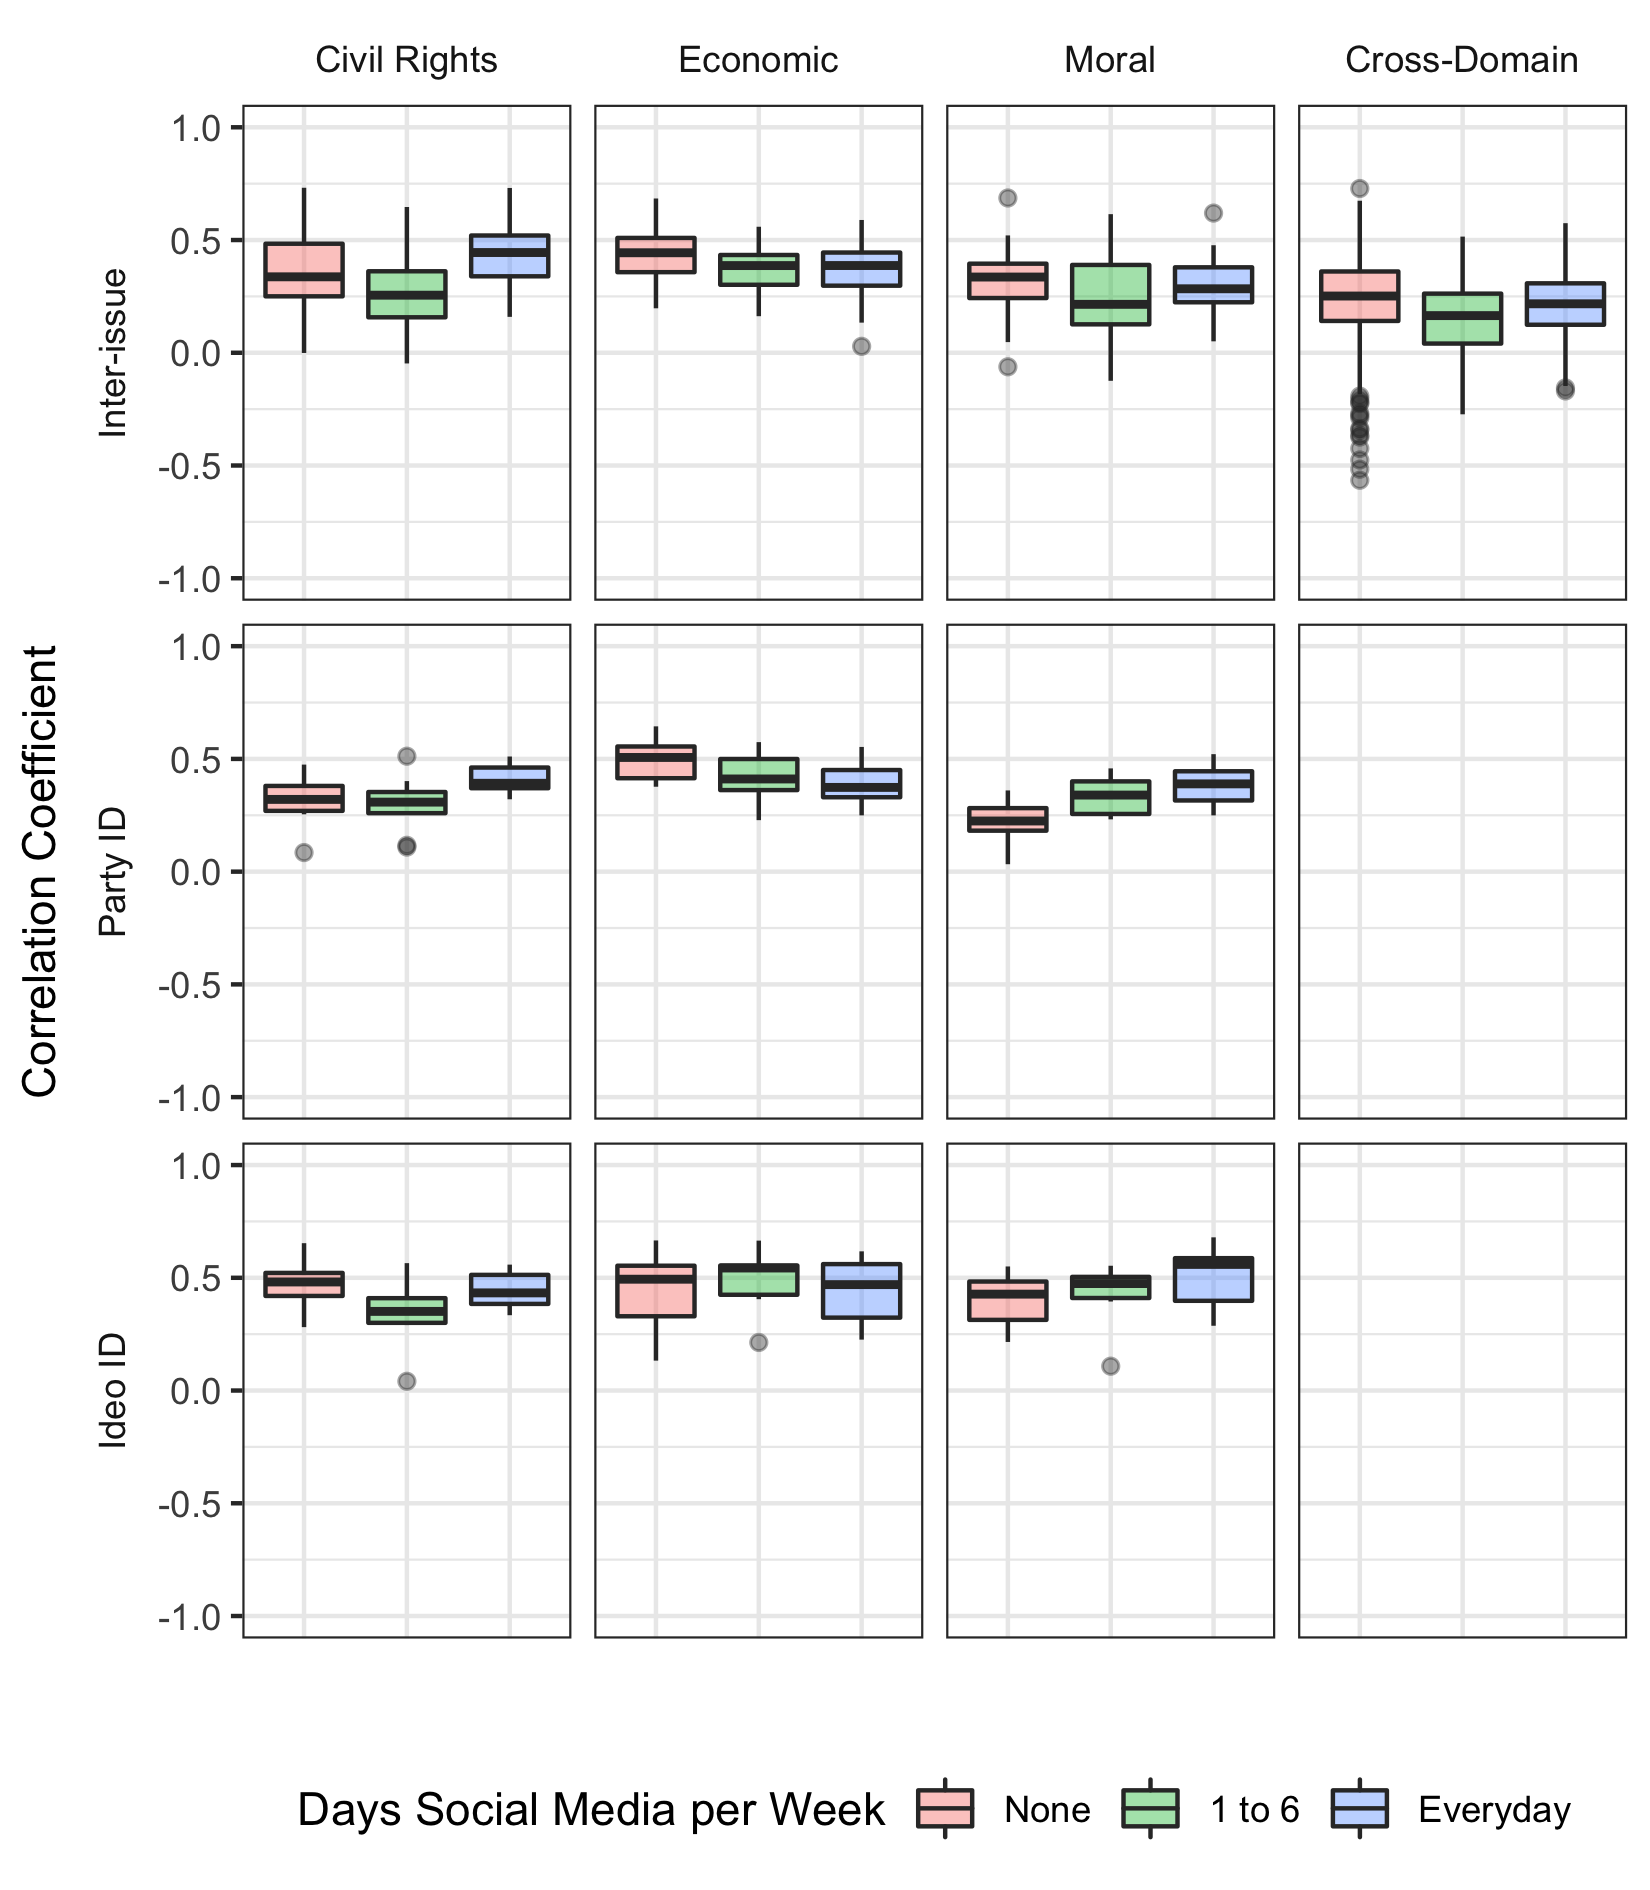 Civil Rights Economic Moral Cross-Domain
1.0
0.5
0.0
-0.5
-1.0
Inter-issue
1.0
0.5
0.0
-0.5
-1.0
Party ID
1.0
0.5
0.0
-0.5
-1.0
Ideo ID
Correlation Coefficient
Days Social Media per Week None 1 to 6 Everyday